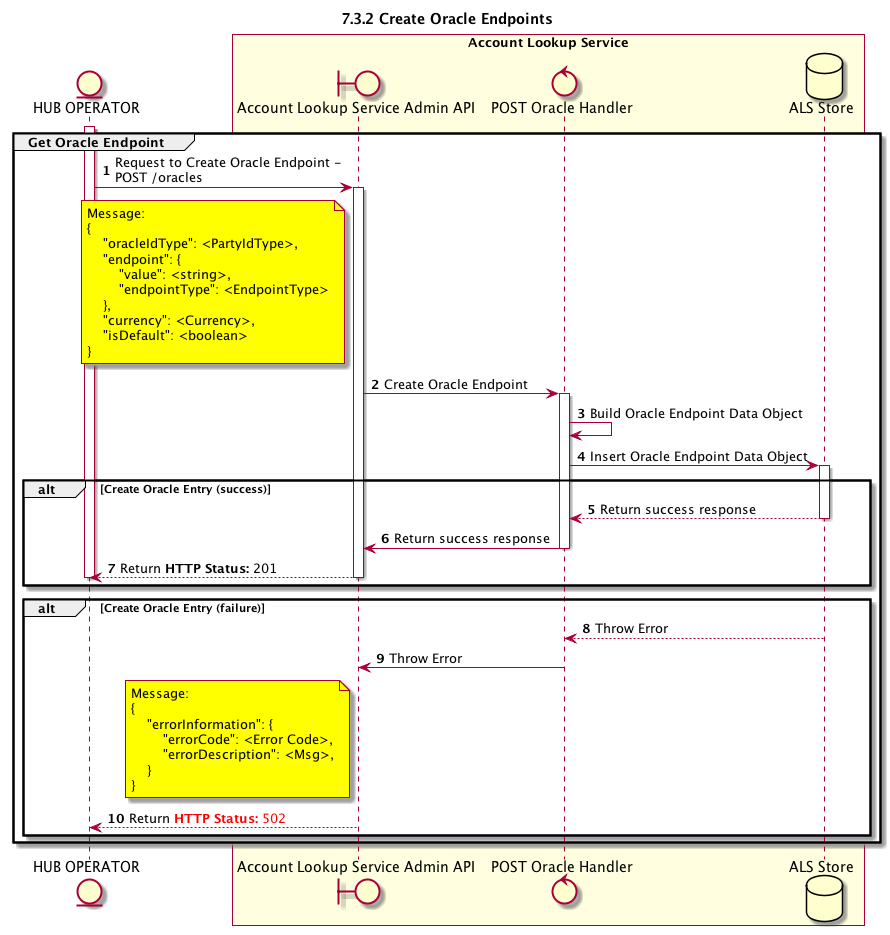 7.3.2 Create Oracle Endpoints
Account Lookup Service
HUB OPERATOR
Account Lookup Service Admin API
POST Oracle Handler
ALS Store
Get Oracle Endpoint
1 Request to Create Oracle Endpoint -
POST /oracles
Message:
{
"oracleIdType": <PartyIdType>,
"endpoint": {
"value": <string>,
"endpointType": <EndpointType>
},
"currency": <Currency>,
"isDefault": <boolean>
}
2 Create Oracle Endpoint
3 Build Oracle Endpoint Data Object
4 Insert Oracle Endpoint Data Object
alt [Create Oracle Entry (success)]
5 Return success response
6 Return success response
7 Return HTTP Status: 201
alt [Create Oracle Entry (failure)]
8 Throw Error
9 Throw Error
Message:
{
"errorInformation": {
"errorCode": <Error Code>,
"errorDescription": <Msg>,
}
}
10 Return HTTP Status: 502
HUB OPERATOR
Account Lookup Service Admin API
POST Oracle Handler
ALS Store